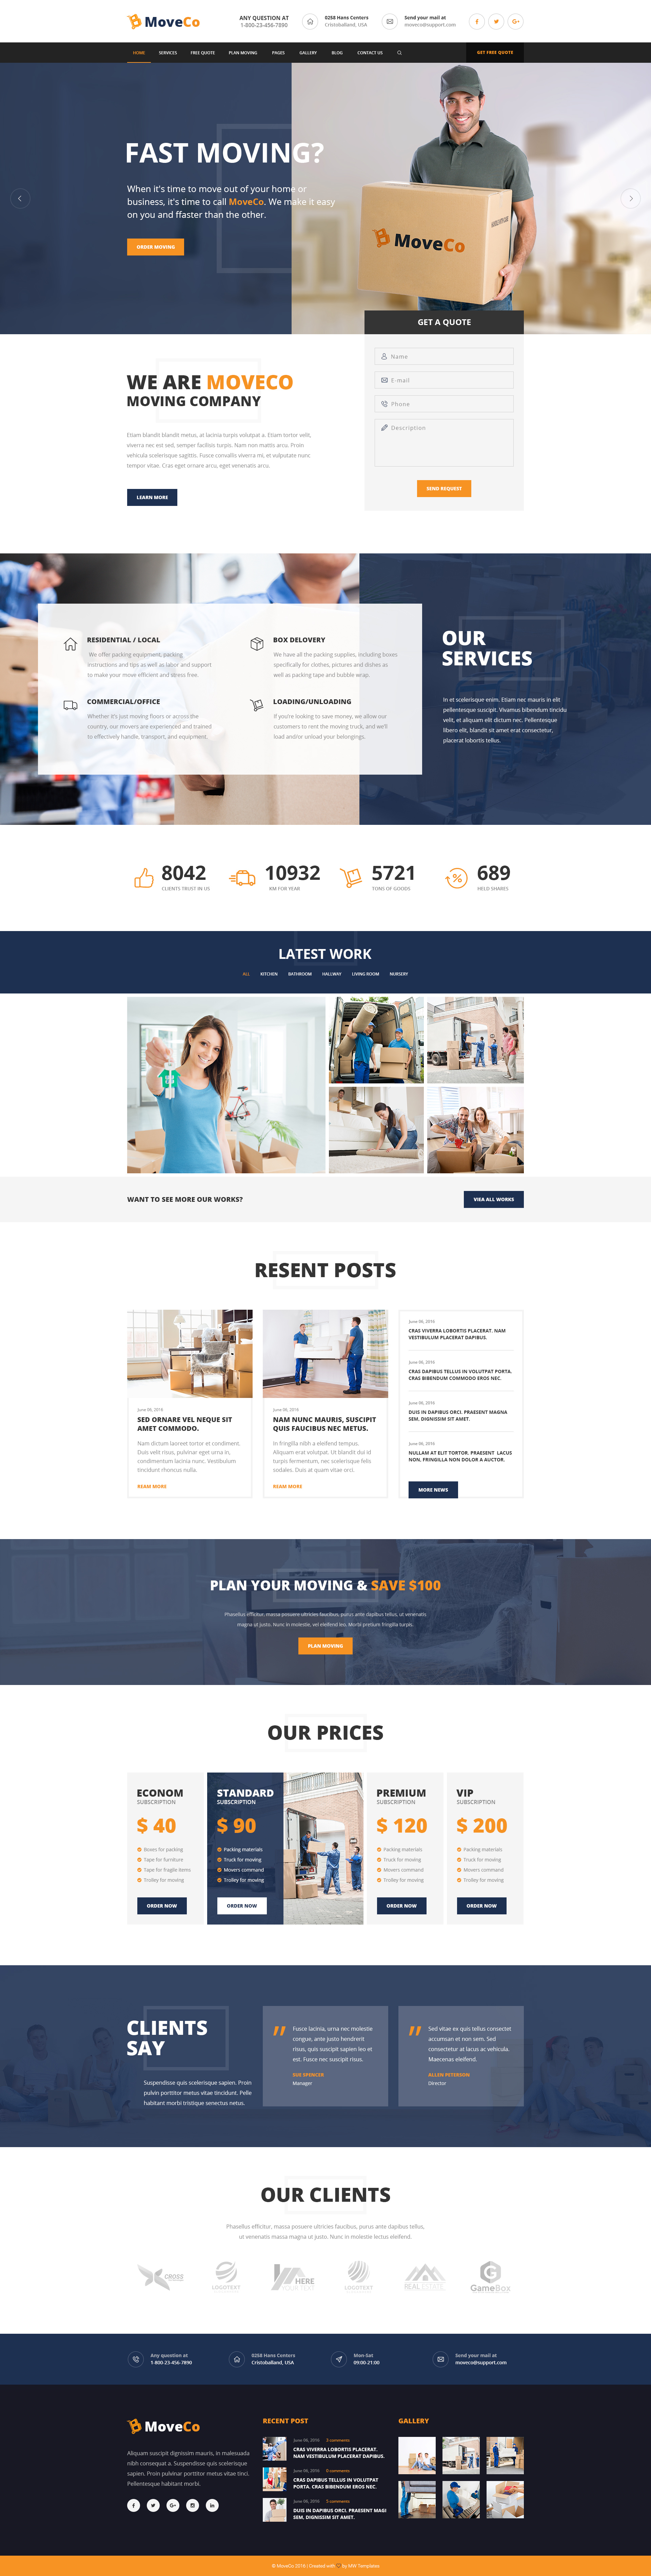 MoveCo
ANY QUESTION AT
1-800-23-456-7890
0258 Hans Centers
Cristoballand, USA
Send your mail at
moveco@support.com
HOME SERVICES FREE QUOTE PLAN MOVING PAGES GALLERY BLOG CONTACT US
GET FREE QUOTE
FAST MOVING?
When it's time to move out of your home or
business, it's time to call MoveCo. We make it easy
on you and ffaster than the other.
ORDER MOVING
MoveCo
GET A QUOTE
Name
E-mail
Phone
Description
SEND REQUEST
WE ARE MOVECO
MOVING COMPANY
Etiam blandit blandit metus, at lacinia turpis volutpat a. Etiam tortor velit,
viverra nec est sed, semper facilisis turpis. Nam non mattis arcu. Proin
vehicula scelerisque sagittis. Fusce convallis viverra mi, et vulputate nunc
tempor vitae. Cras eget ornare arcu, eget venenatis arcu.
LEARN MORE
RESIDENTIAL / LOCAL
We offer packing equipment, packing
instructions and tips as well as labor and support
to make your move efficient and stress free.
BOX DELOVERY
We have all the packing supplies, including boxes
specifically for clothes, pictures and dishes as
well as packing tape and bubble wrap.
COMMERCIAL/OFFICE
Whether it's just moving floors or across the
country, our movers are experienced and trained
to effectively handle, transport, and equipment.
LOADING/UNLOADING
If you're looking to save money, we allow our
customers to rent the moving truck, and we'll
load and/or unload your belongings.
OUR
SERVICES
In et scelerisque enim. Etiam nec mauris in elit
pellentesque suscipit. Vivamus bibendum tincidu
velit, et aliquam elit dictum nec. Pellentesque
libero elit, blandit sit amet erat consectetur,
placerat lobortis tellus.
8042
CLIENTS TRUST IN US
10932
KM FOR YEAR
5721
TONS OF GOODS
689
HELD SHARES
LATEST WORK
ALL KITCHEN BATHROOM HALLWAY LIVING ROOM NURSERY
WANT TO SEE MORE OUR WORKS?
VIEA ALL WORKS
RESENT POSTS
June 06, 2016
SED ORNARE VEL NEQUE SIT
AMET COMMODO.
Nam dictum laoreet tortor et condiment.
Duis velit risus, pulvinar eget urna in,
condimentum lacinia nunc. Vestibulum
tincidunt rhoncus nulla.
REAM MORE
June 06, 2016
NAM NUNC MAURIS, SUSCIPIT
QUIS FAUCIBUS NEC METUS.
In fringilla nibh a eleifend tempus.
Aliquam erat volutpat. Ut blandit dui id
turpis fermentum, nec scelerisque felis
sodales. Duis at quam vitae orci.
REAM MORE
June 06, 2016
CRAS VIVERRA LOBORTIS PLACERAT. NAM
VESTIBULUM PLACERAT DAPIBUS.
June 06, 2016
CRAS DAPIBUS TELLUS IN VOLUTPAT PORTA.
CRAS BIBENDUM COMMODO EROS NEC.
June 06, 2016
DUIS IN DAPIBUS ORCI. PRAESENT MAGNA
SEM, DIGNISSIM SIT AMET.
June 06, 2016
NULLAM AT ELIT TORTOR. PRAESENT LACUS
NON, FRINGILLA NON DOLOR A AUCTOR.
MORE NEWS
PLAN YOUR MOVING & SAVE $100
Phasellus efficitur, massa posuere ultricies faucibus, purus ante dapibus tellus, ut venenatis
magna ut justo. Nunc in molestie, vel eleifend leo. Morbi pretium fringilla turpis.
PLAN MOVING
OUR PRICES
ECONOM
SUBSCRIPTION
$ 40
Boxes for packing
Tape for furniture
Tape for fragile items
Trolley for moving
ORDER NOW
STANDARD
SUBSCRIPTION
$ 90
Packing materials
Truck for moving
Movers command
Trolley for moving
ORDER NOW
PREMIUM
SUBSCRIPTION
$ 120
Packing materials
Truck for moving
Movers command
Trolley for moving
ORDER NOW
VIP
SUBSCRIPTION
$ 200
Packing materials
Truck for moving
Movers command
Trolley for moving
ORDER NOW
CLIENTS
SAY
Suspendisse quis scelerisque sapien. Proin
pulvin porttitor metus vitae tincidunt. Pelle
habitant morbi tristique senectus netus.
Fusce lacinia, urna nec molestie
congue, ante justo hendrerit
risus, quis suscipit sapien leo et
est. Fusce nec suscipit risus.
SUE SPENCER
Manager
Sed vitae ex quis tellus consectet
accumsan et non sem. Sed
consectetur at lacus ac vehicula.
Maecenas eleifend.
ALLEN PETERSON
Director
OUR CLIENTS
Phasellus efficitur, massa posuere ultricies faucibus, purus ante dapibus tellus,
ut venenatis massa magna ut justo. Nunc in molestie lectus eleifend.
CROSS
LOGOTEXT
HERE
LOGOTEXT
REAL ESTATE
GameBox
Any question at
1-800-23-456-7890
0258 Hans Centers
Cristoballand, USA
Mon-Sat
09:00-21:00
Send your mail at
moveco@support.com
MoveCo
Aliquam suscipit dignissim mauris, in malesuada
nibh consequat a. Suspendisse quis scelerisque
sapien. Proin pulvinar porttitor metus vitae tinci.
Pellentesque habitant morbi.
RECENT POST
June 06, 2016 3 comments
CRAS VIVERRA LOBORTIS PLACERAT.
NAM VESTIBULUM PLACERAT DAPIBUS.
June 06, 2016 0 comments
CRAS DAPIBUS TELLUS IN VOLUTPAT
PORTA. CRAS BIBENDUM EROS NEC.
June 06, 2016 5 comments
DUIS IN DAPIBUS ORCI. PRAESENT MAGI
SEM, DIGNISSIM SIT AMET.
GALLERY
© MoveCo 2016 / Created with by MW Templates